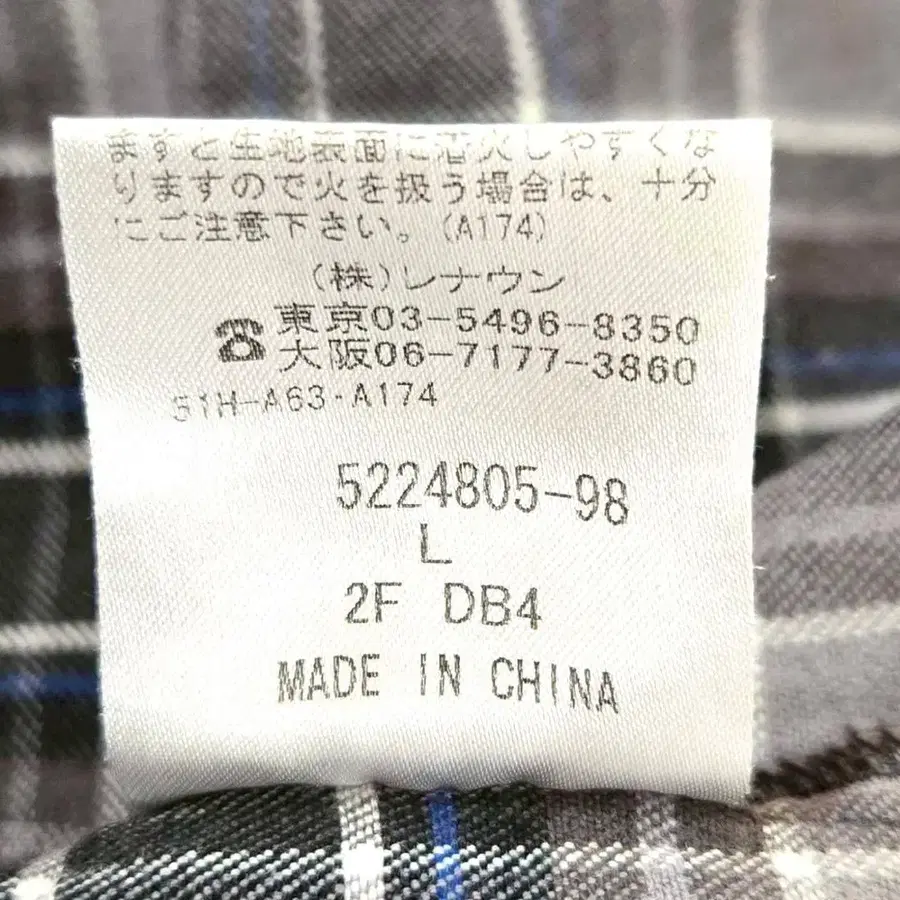 ますと生地表面に着火しやすくな
りますので火を扱う場合は、十分
にご注意下さい。(A174)
(株)レナウン
☎東京03-5496-8350
大阪06-7177-3860
51H-A63・A174
5224805-98
L
2F DB4
MADE IN CHINA